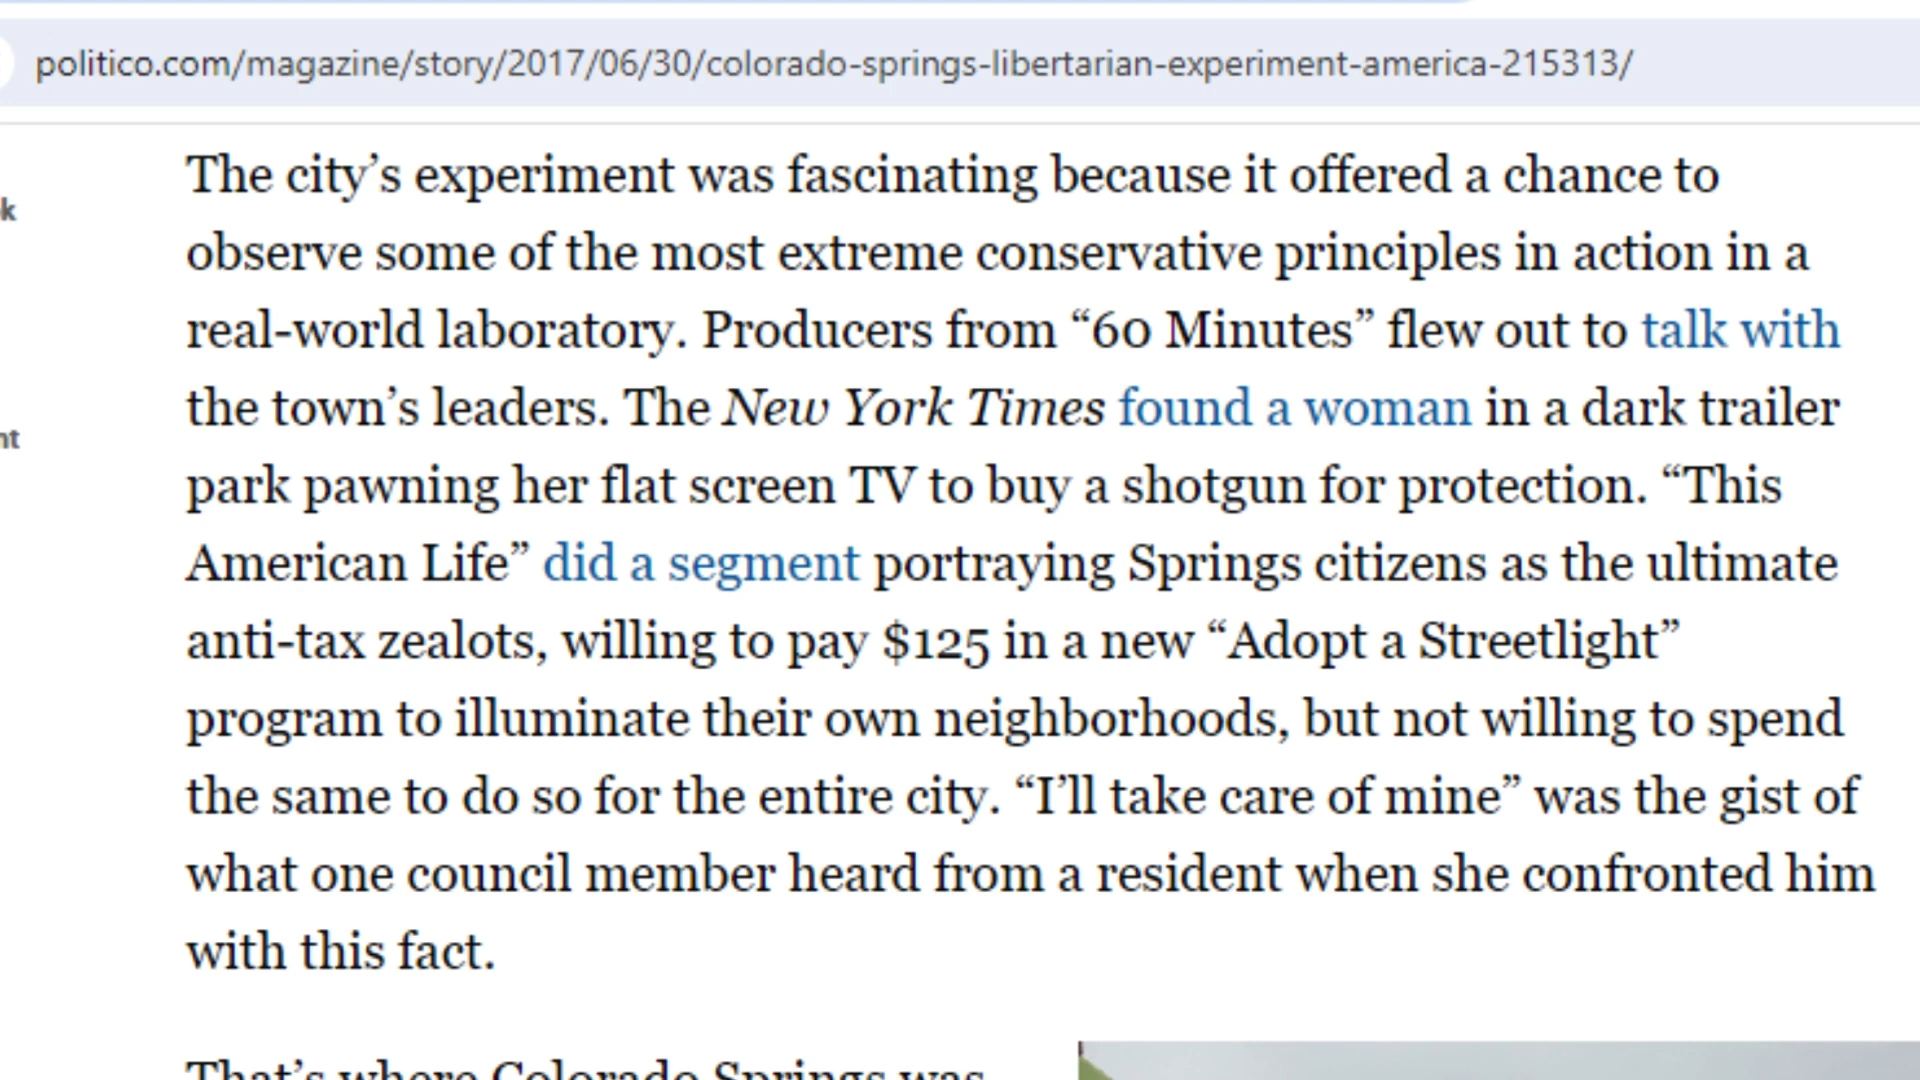 politico.com/magazine/story/2017/06/30/colorado-springs-libertarian-experiment-america-215313/
The city’s experiment was fascinating because it offered a chance to
observe some of the most extreme conservative principles in action in a
real-world laboratory. Producers from “60 Minutes” flew out to talk with
the town’s leaders. The New York Times found a woman in a dark trailer
park pawning her flat screen TV to buy a shotgun for protection. “This
American Life” did a segment portraying Springs citizens as the ultimate
anti-tax zealots, willing to pay $125 in a new “Adopt a Streetlight”
program to illuminate their own neighborhoods, but not willing to spend
the same to do so for the entire city. “I’ll take care of mine” was the gist of
what one council member heard from a resident when she confronted him
with this fact.
That’s where Colorado Springs was